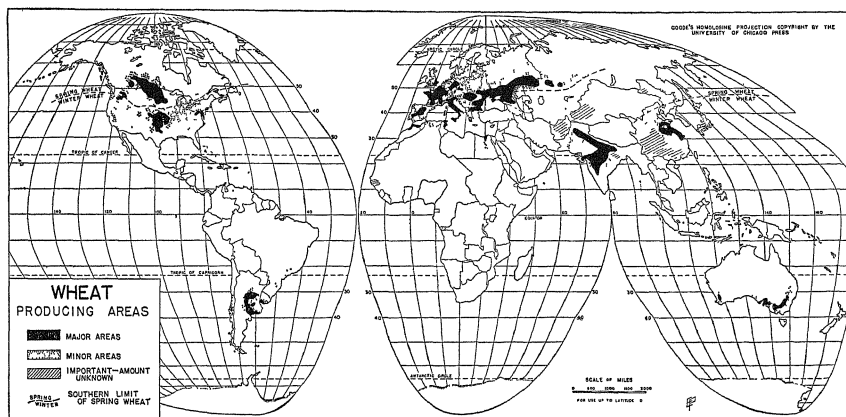 GOODE'S HOMOLOSINE PROJECTION COPYRIGHT BY THE
UNIVERSITY OF CHICAGO PRESS
ARCTIC CIRCLE
SPRING WHEAT
WINTER WHEAT
SPRING WHEAT
WINTER WHEAT
TROPIC OF CANCER
EQUATOR
TROPIC OF CAPRICORN
ANTARCTIC CIRCLE
WHEAT
PRODUCING AREAS
MAJOR AREAS
MINOR AREAS
IMPORTANT—AMOUNT
UNKNOWN
SPRING
WINTER
SOUTHERN LIMIT
OF SPRING WHEAT
SCALE OF MILES
FOR USE UP TO LATITUDE